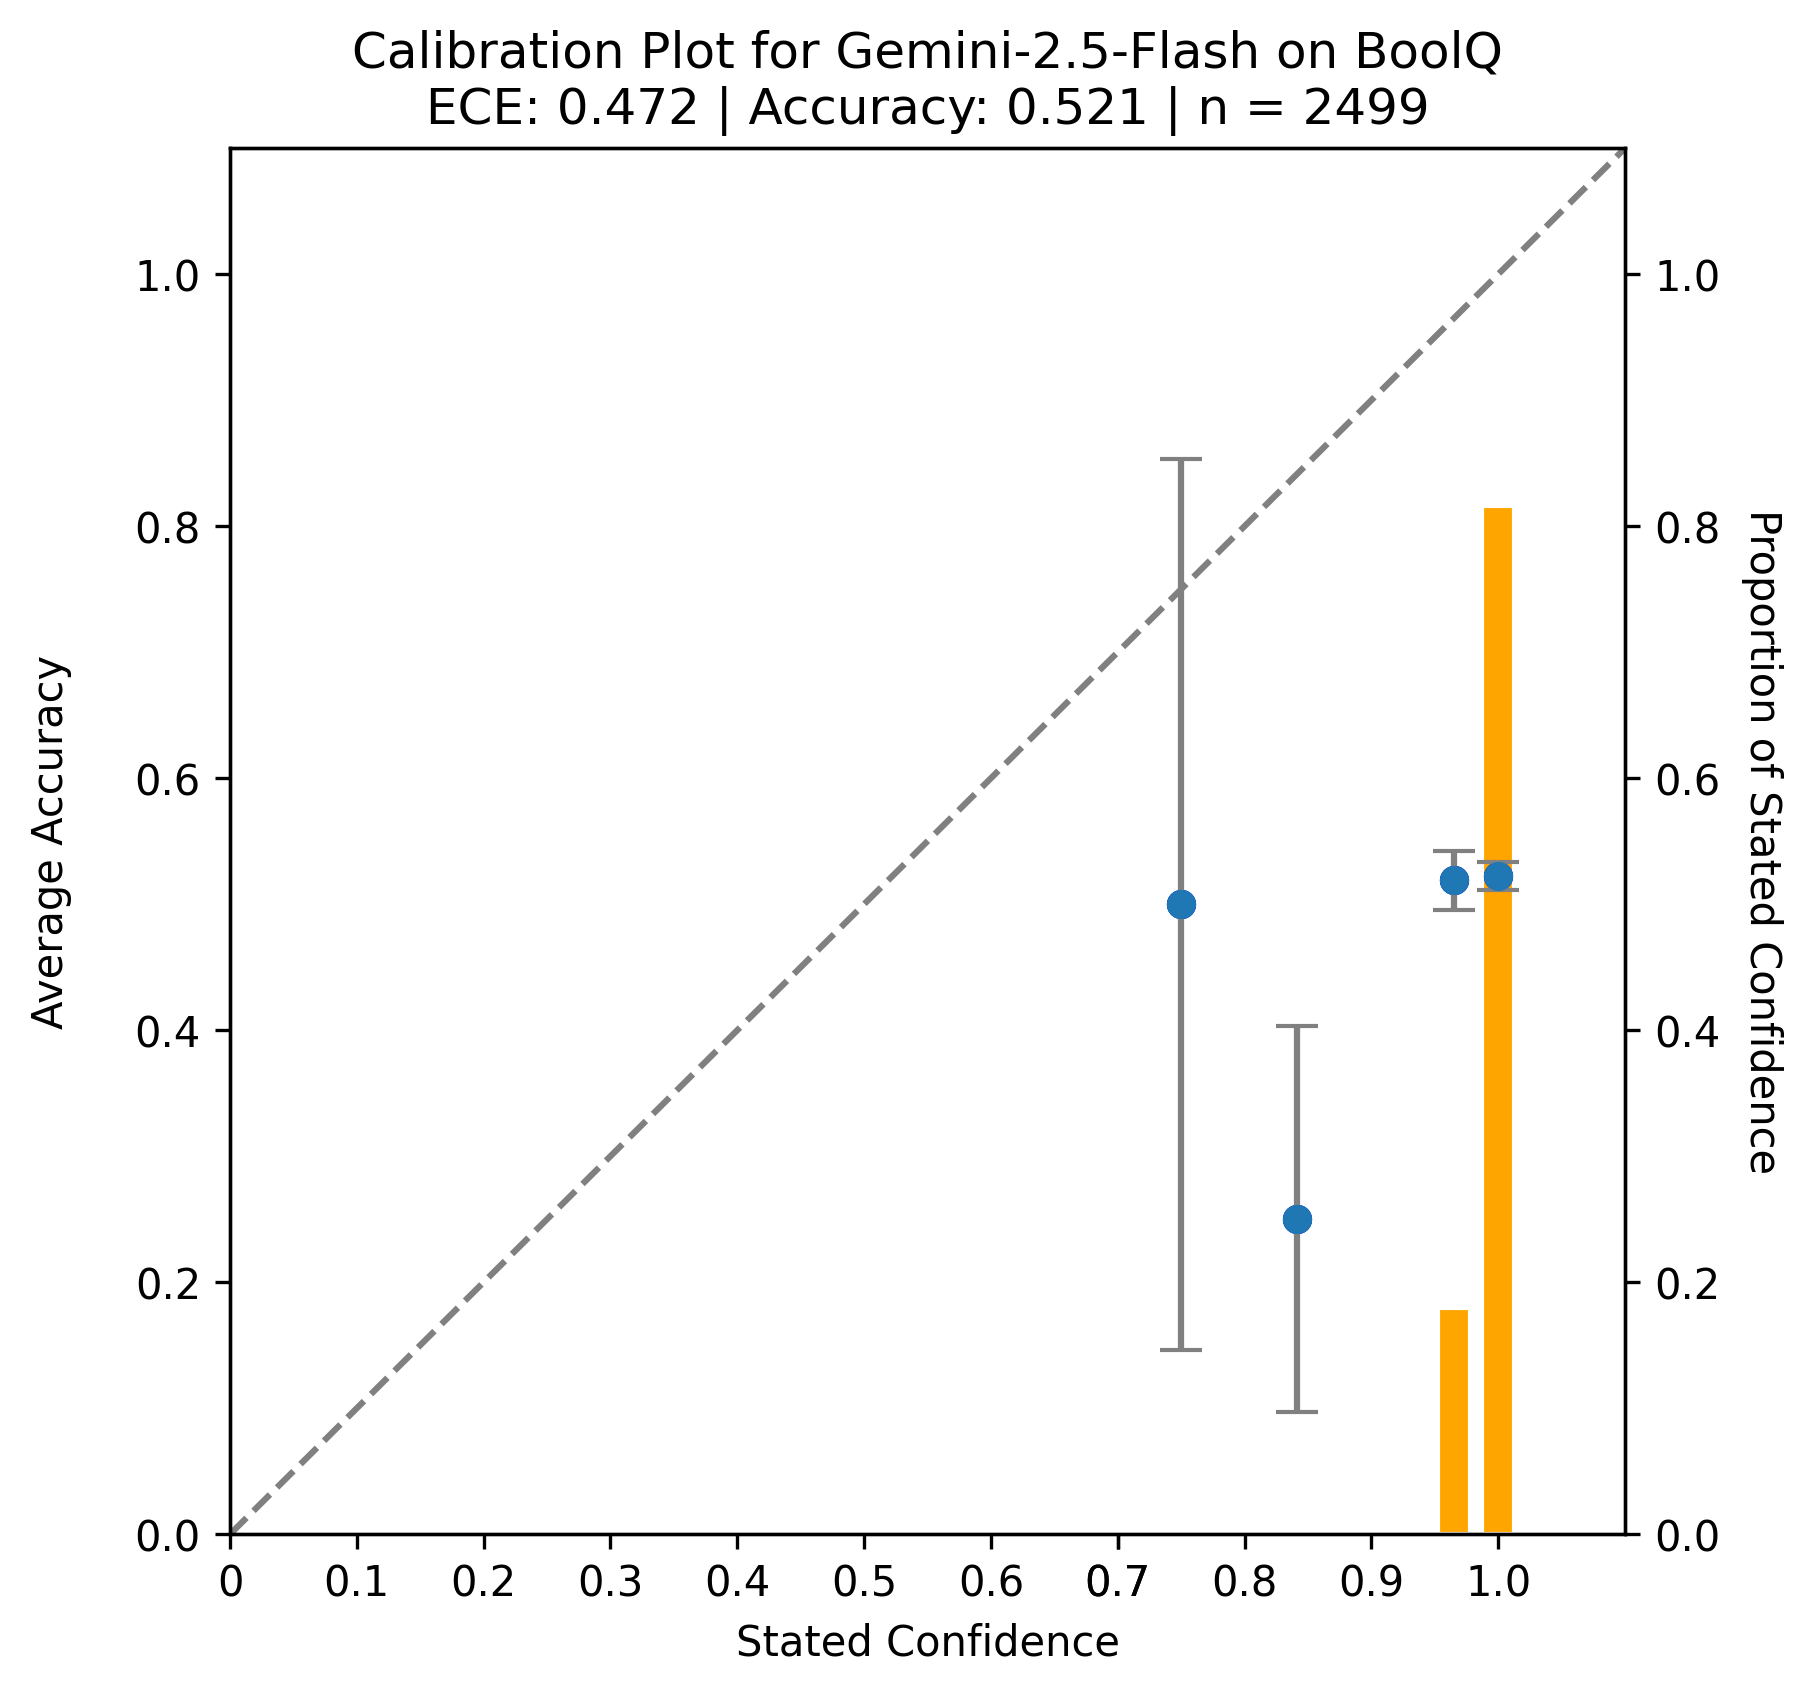 Calibration Plot for Gemini-2.5-Flash on BoolQ
ECE: 0.472 | Accuracy: 0.521 | n = 2499
Average Accuracy
1.0
0.8
0.6
0.4
0.2
0.0
1.0
0.8
0.6
0.4
0.2
0.0
Proportion of Stated Confidence
0 0.1 0.2 0.3 0.4 0.5 0.6 0.7 0.8 0.9 1.0
Stated Confidence